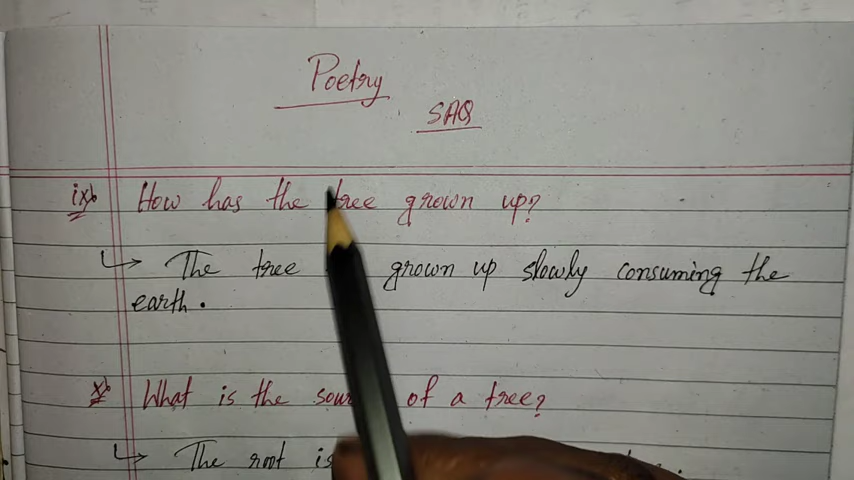 Poetry
SAQ
ix) How has the tree grown up?
↳ The tree grown up slowly consuming the
earth.
x) What is the of a tree?
↳ The root is